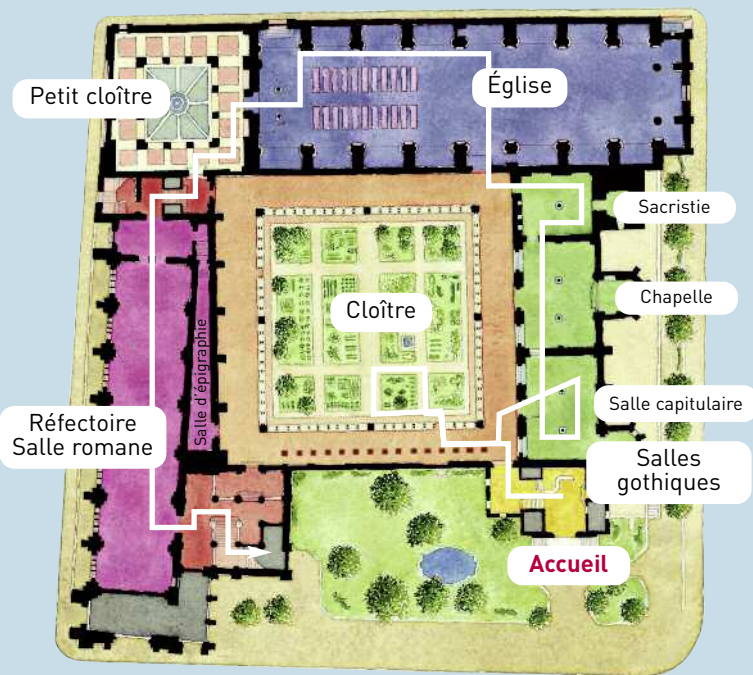 Petit cloître
Église
Sacristie
Chapelle
Cloître
Salle d'épigraphie
Réfectoire
Salle romane
Salle capitulaire
Salles
gothiques
Accueil